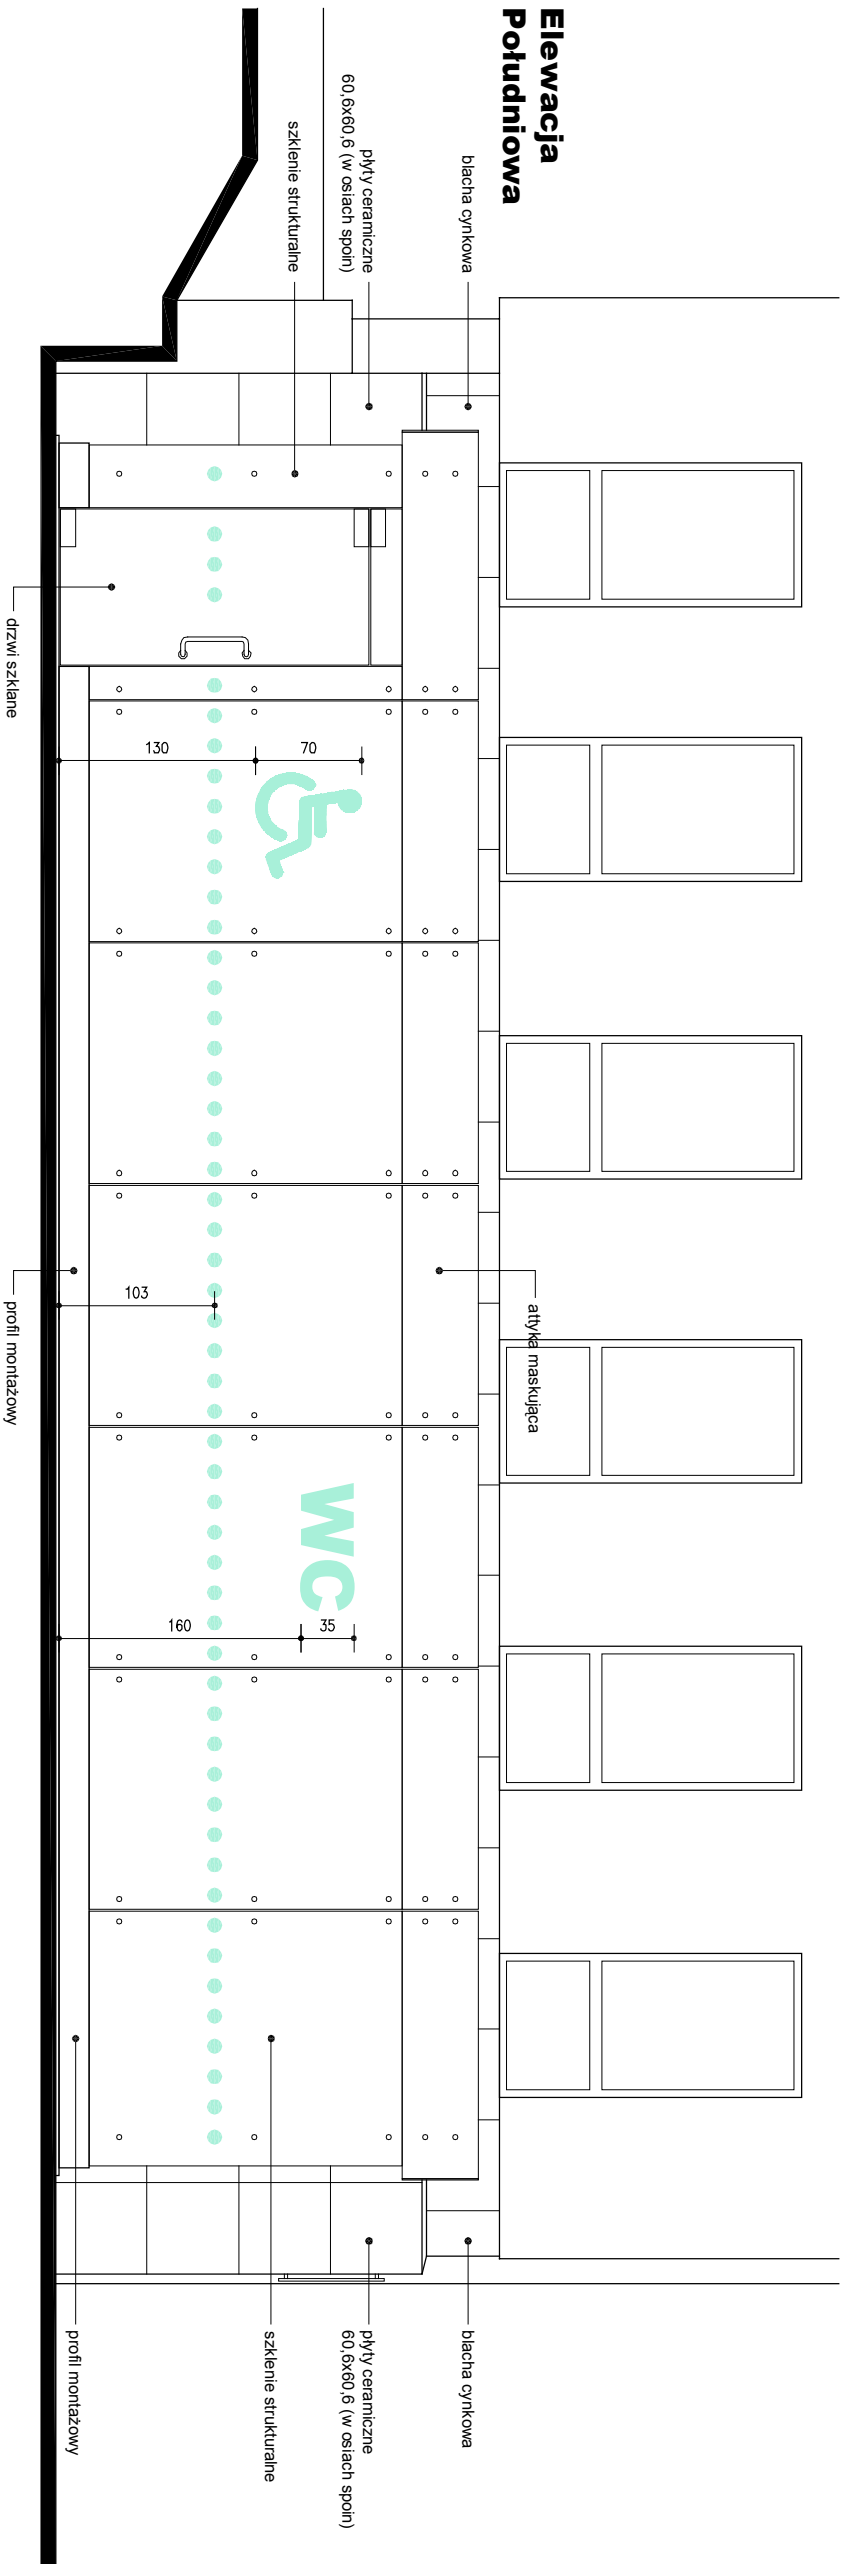 Elewacja
Południowa
blacha cynkowa
płyty ceramiczne
60,6x60,6 (w osiach spoin)
szklenie strukturalne
drzwi szklane
130
70
attyka maskująca
103
profil montażowy
WC
160
35
blacha cynkowa
płyty ceramiczne
60,6x60,6 (w osiach spoin)
szklenie strukturalne
profil montażowy